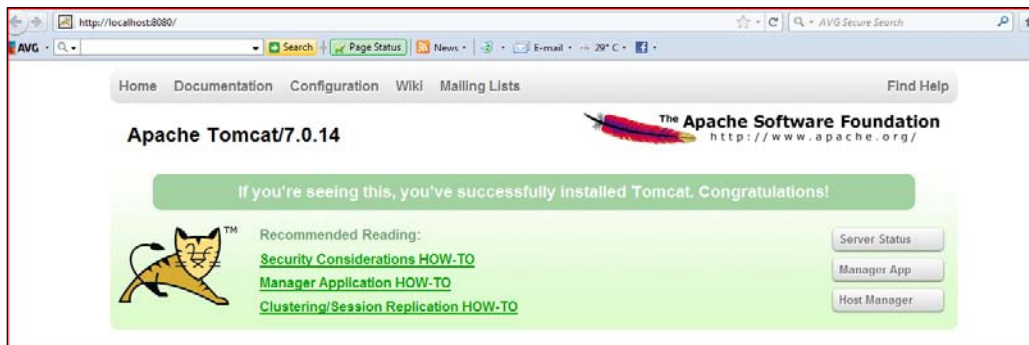 http://localhost:8080/
AVG Secure Search
AVG Search Page Status News E-mail 29° C
Home Documentation Configuration Wiki Mailing Lists Find Help
Apache Tomcat/7.0.14
The Apache Software Foundation
http://www.apache.org/
If you're seeing this, you've successfully installed Tomcat. Congratulations!
TM
Recommended Reading:
Security Considerations HOW-TO
Manager Application HOW-TO
Clustering/Session Replication HOW-TO
Server Status
Manager App
Host Manager